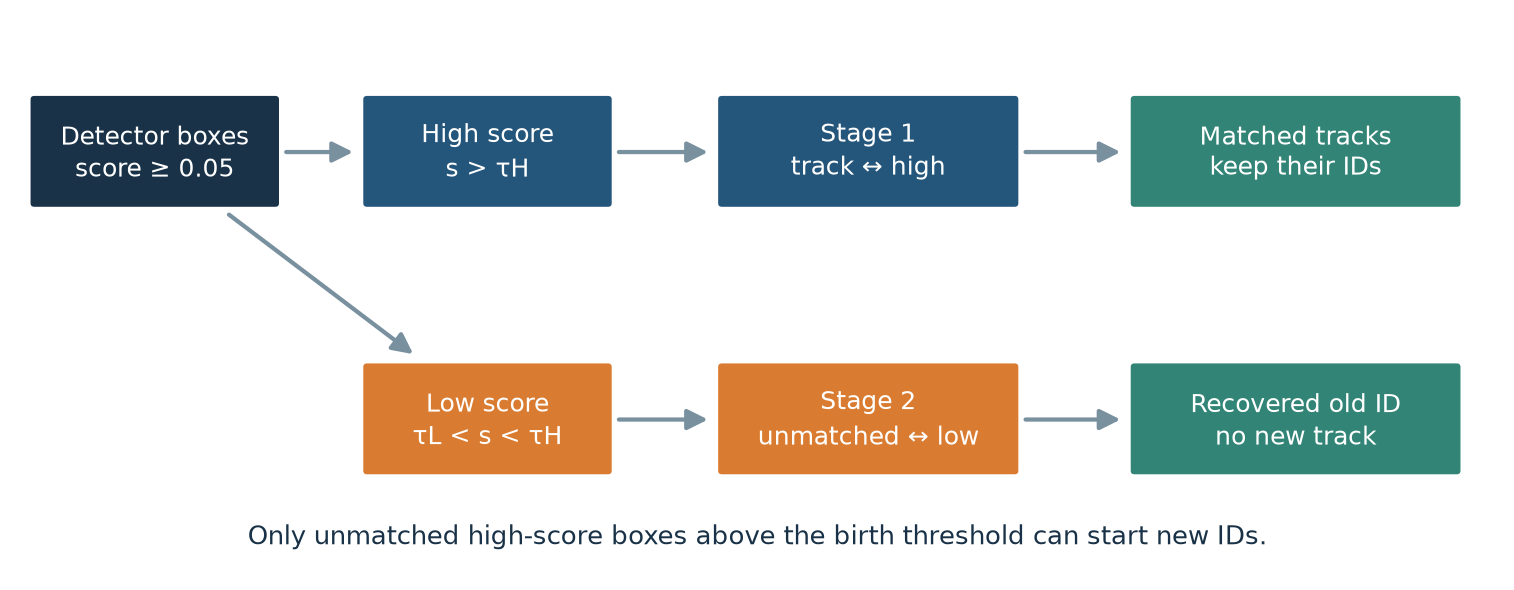 Detector boxes
score ≥ 0.05
High score
s > τH
Stage 1
track ↔ high
Matched tracks
keep their IDs
Low score
τL < s < τH
Stage 2
unmatched ↔ low
Recovered old ID
no new track
Only unmatched high-score boxes above the birth threshold can start new IDs.